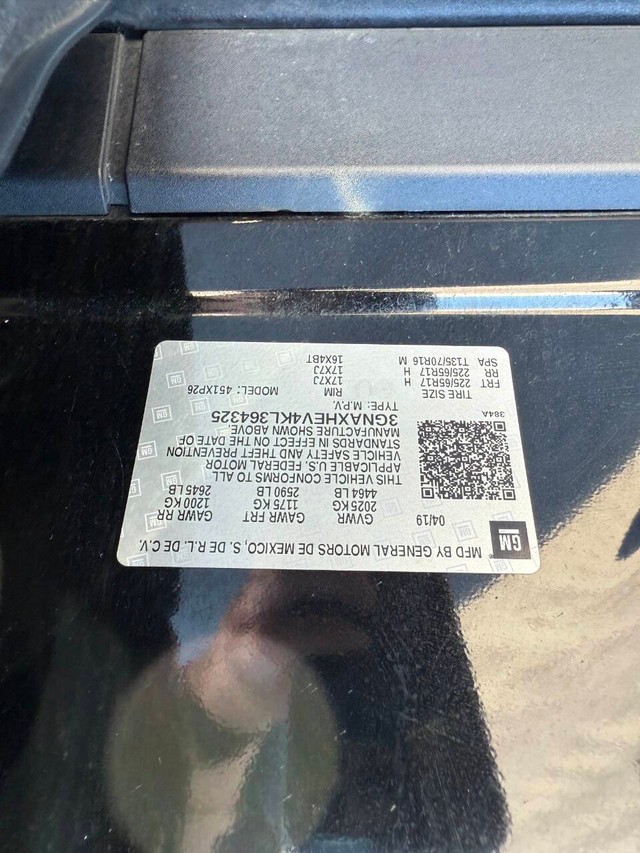 GM
MFD BY GENERAL MOTORS DE MEXICO, S. DE R.L. DE C.V.
04/19
GVWR GAWR FRT GAWR RR
2025 KG 1175 KG 1200 KG
4464 LB 2590 LB 2645 LB
THIS VEHICLE CONFORMS TO ALL
APPLICABLE U.S. FEDERAL MOTOR
VEHICLE SAFETY AND THEFT PREVENTION
STANDARDS IN EFFECT ON THE DATE OF
MANUFACTURE SHOWN ABOVE.
3GNAXHEV4KL364325
TYPE: M.P.V.
384A
TIRE SIZE RIM MODEL: 451XP26
FRT 225/65R17 H 17X7J
RR 225/65R17 H 17X7J
SPA T135/70R16 M 16X4BT